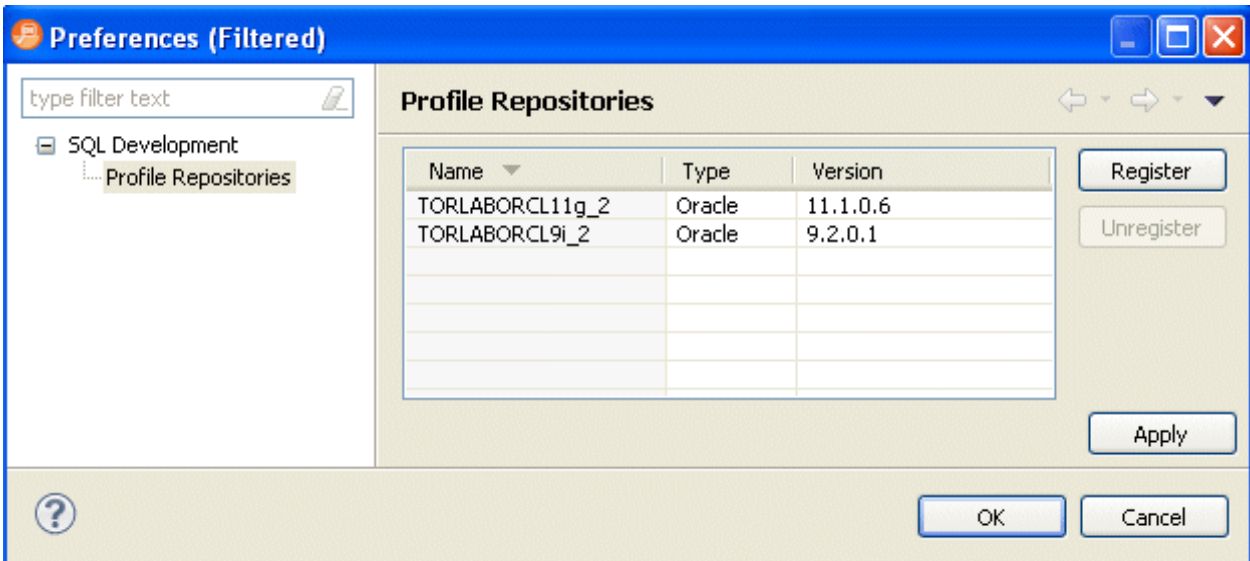 Preferences (Filtered)
type filter text
SQL Development
Profile Repositories
Profile Repositories
Name Type Version
TORLABORCL11g_2 Oracle 11.1.0.6
TORLABORCL9i_2 Oracle 9.2.0.1
Register
Unregister
Apply
?
OK Cancel